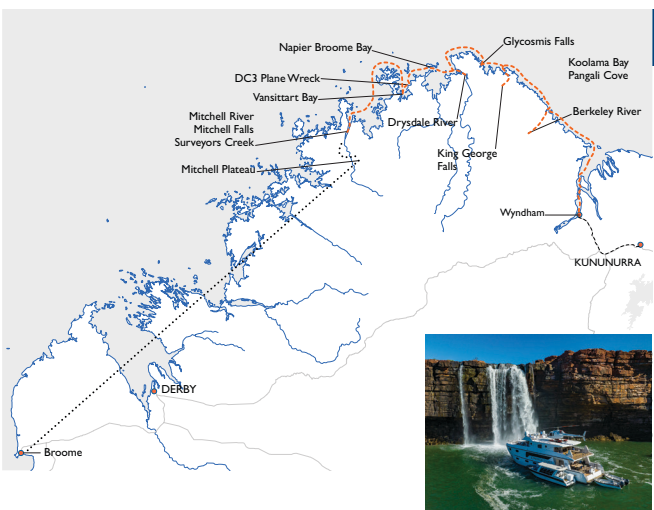 Napier Broome Bay
Glycosmis Falls
Koolama Bay
Pangali Cove
DC3 Plane Wreck
Vansittart Bay
Berkeley River
Mitchell River
Mitchell Falls
Surveyors Creek
Drysdale River
King George
Falls
Mitchell Plateau
Wyndham
KUNUNURRA
DERBY
Broome